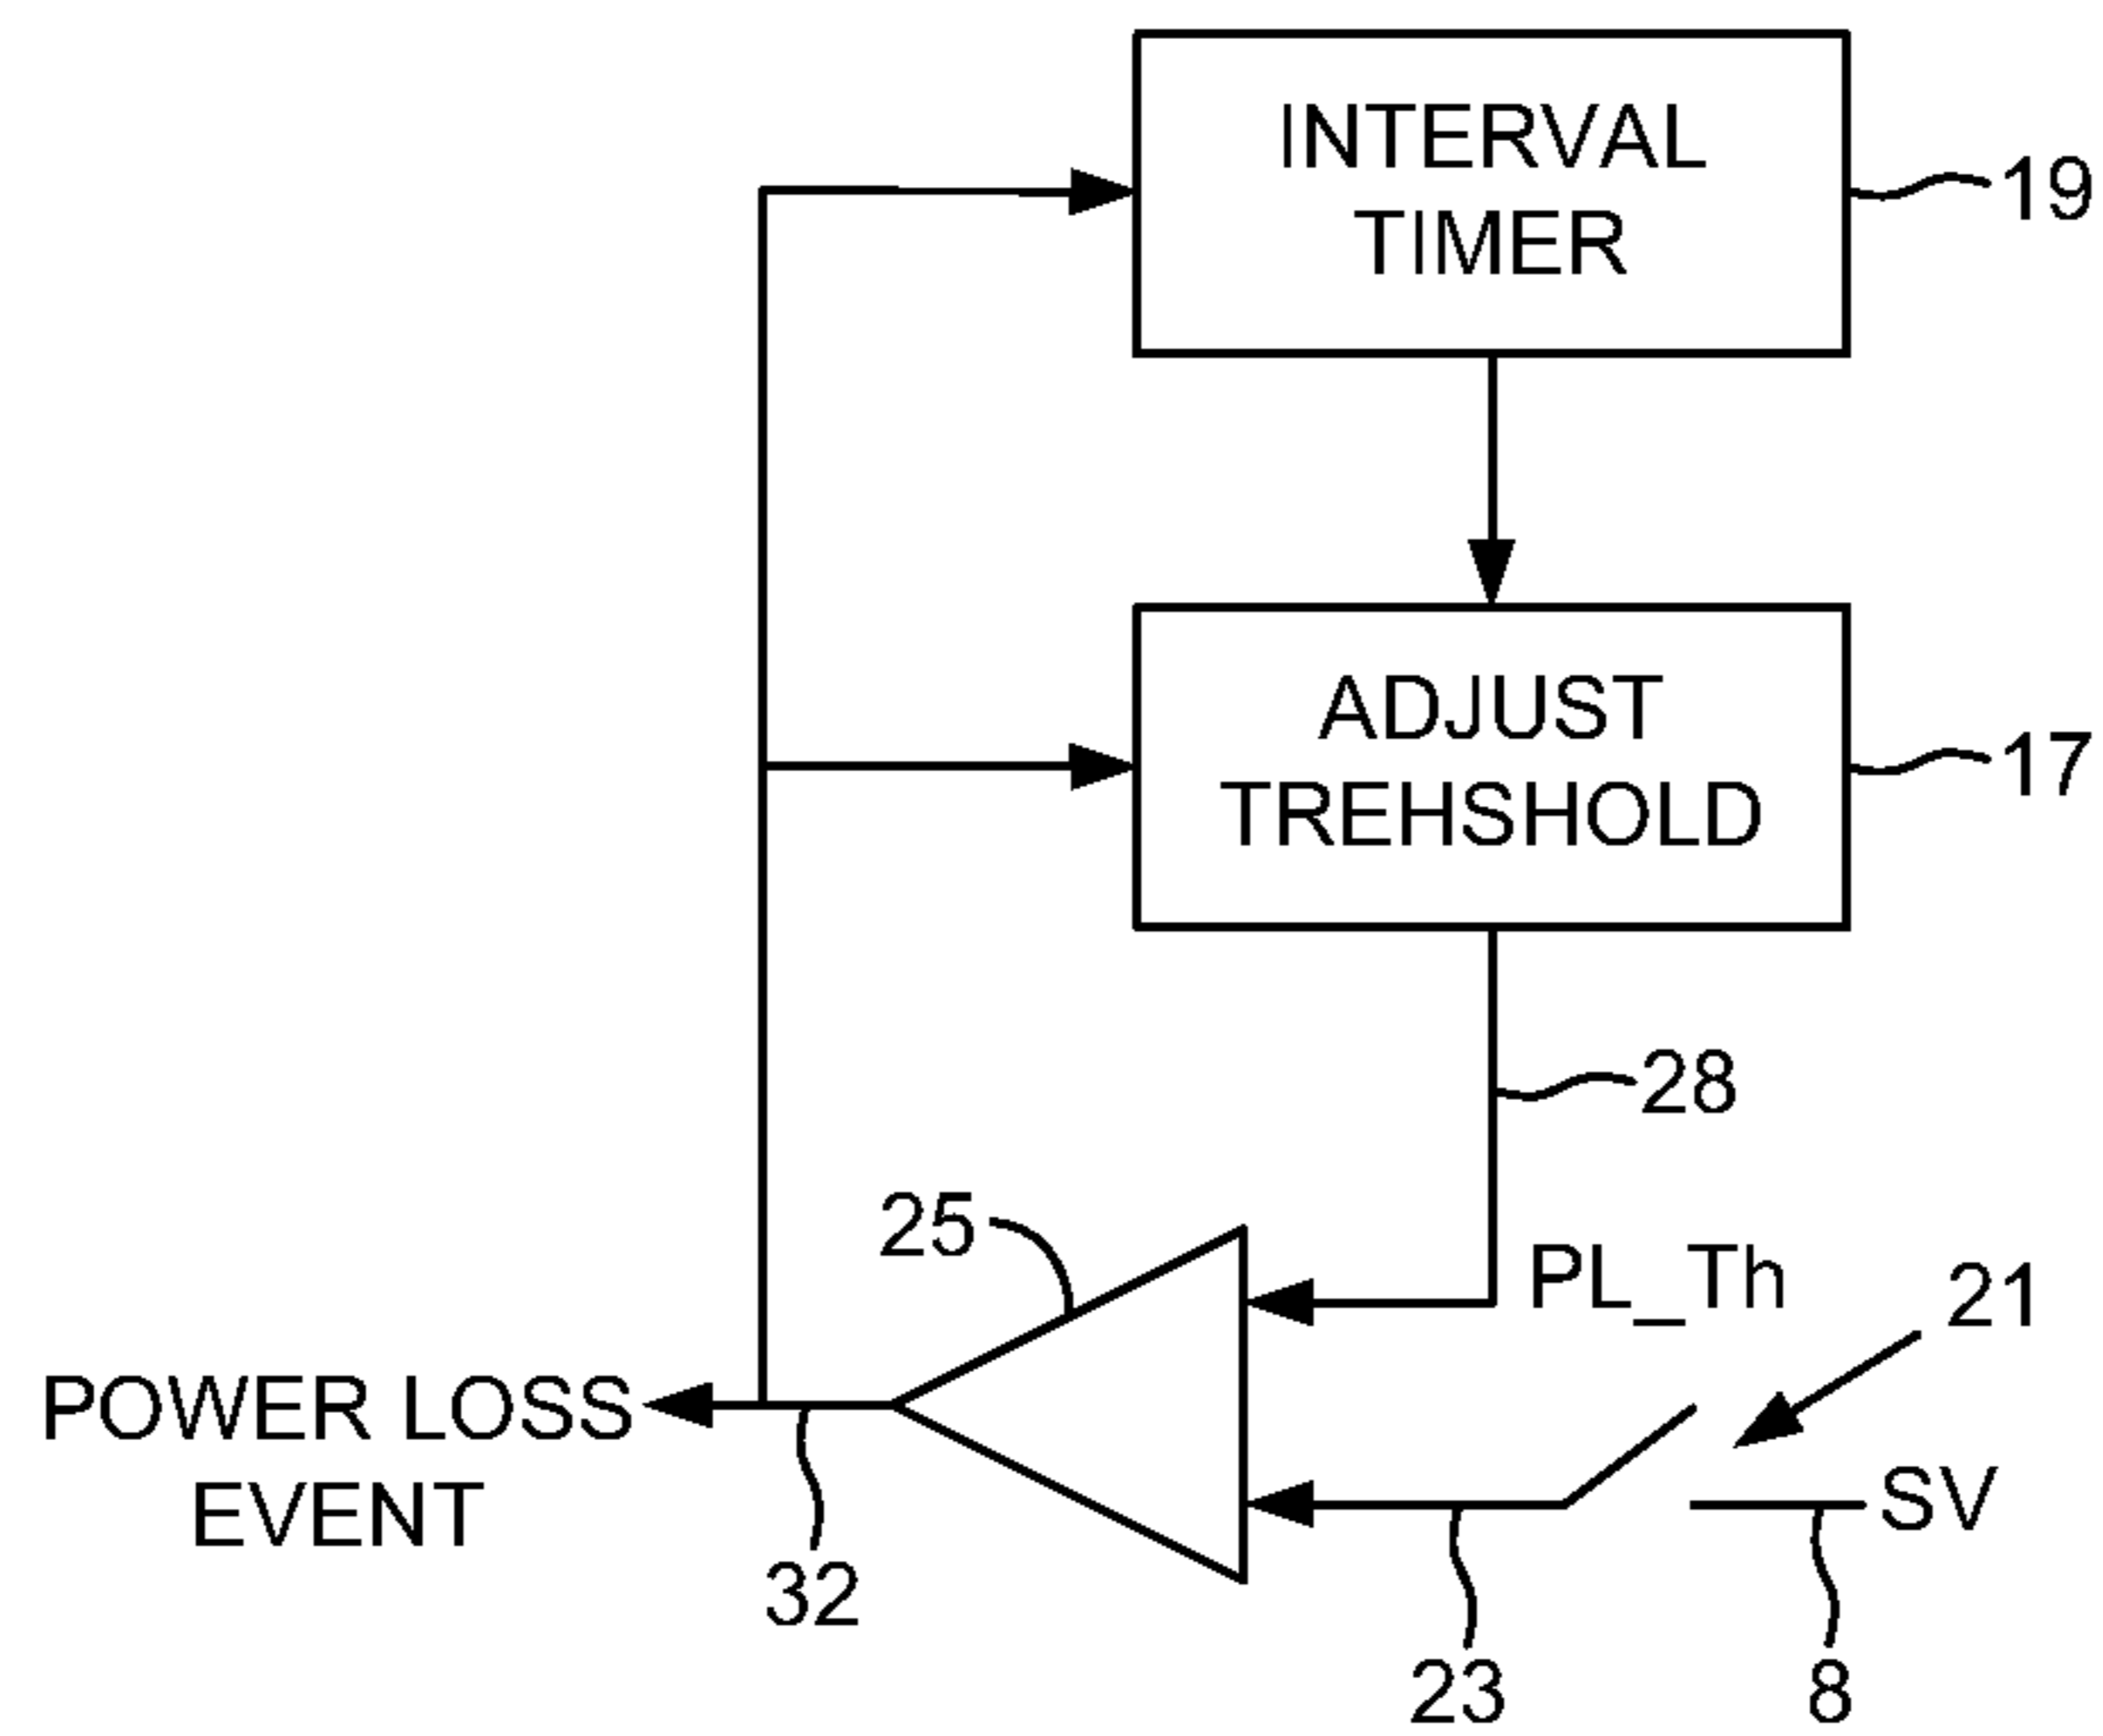 INTERVAL
TIMER
19
ADJUST
TREHSHOLD
17
28
25
PL_Th
21
POWER LOSS
EVENT
SV
32
23
8